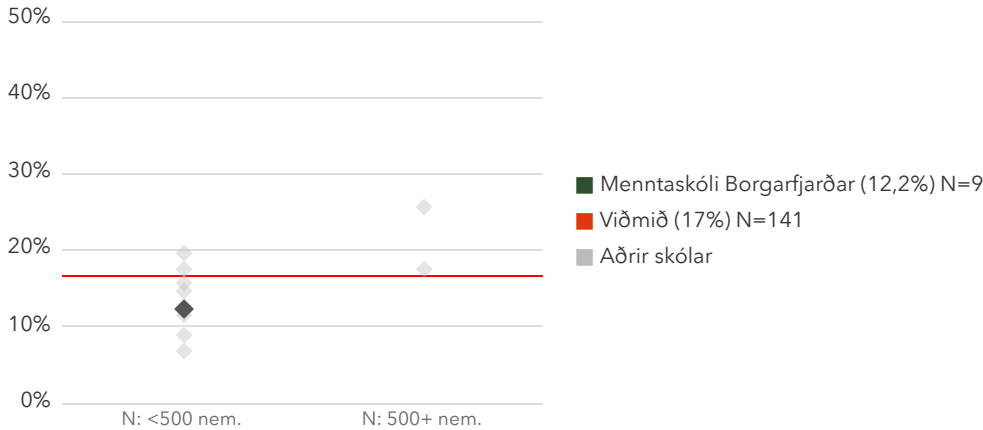 50%
40%
30%
20%
10%
0%
N: <500 nem.
N: 500+ nem.
Menntaskóli Borgarfjarðar (12,2%) N=9
Viðmið (17%) N=141
Aðrir skólar